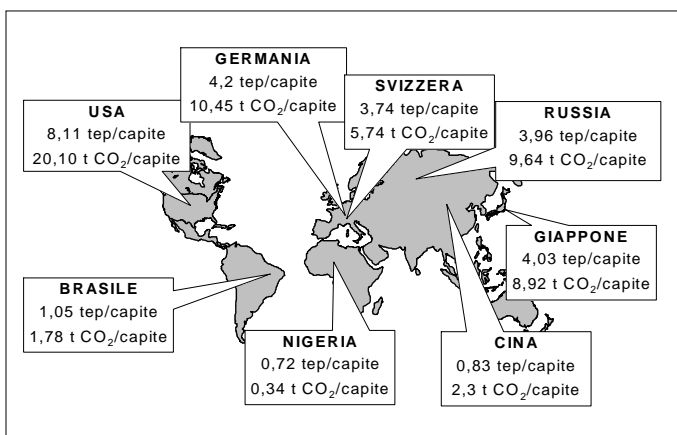 GERMANIA
4,2 tep/capite
10,45 t CO₂/capite
SVIZZERA
3,74 tep/capite
5,74 t CO₂/capite
USA
8,11 tep/capite
20,10 t CO₂/capite
RUSSIA
3,96 tep/capite
9,64 t CO₂/capite
GIAPPONE
4,03 tep/capite
8,92 t CO₂/capite
BRASILE
1,05 tep/capite
1,78 t CO₂/capite
NIGERIA
0,72 tep/capite
0,34 t CO₂/capite
CINA
0,83 tep/capite
2,3 t CO₂/capite